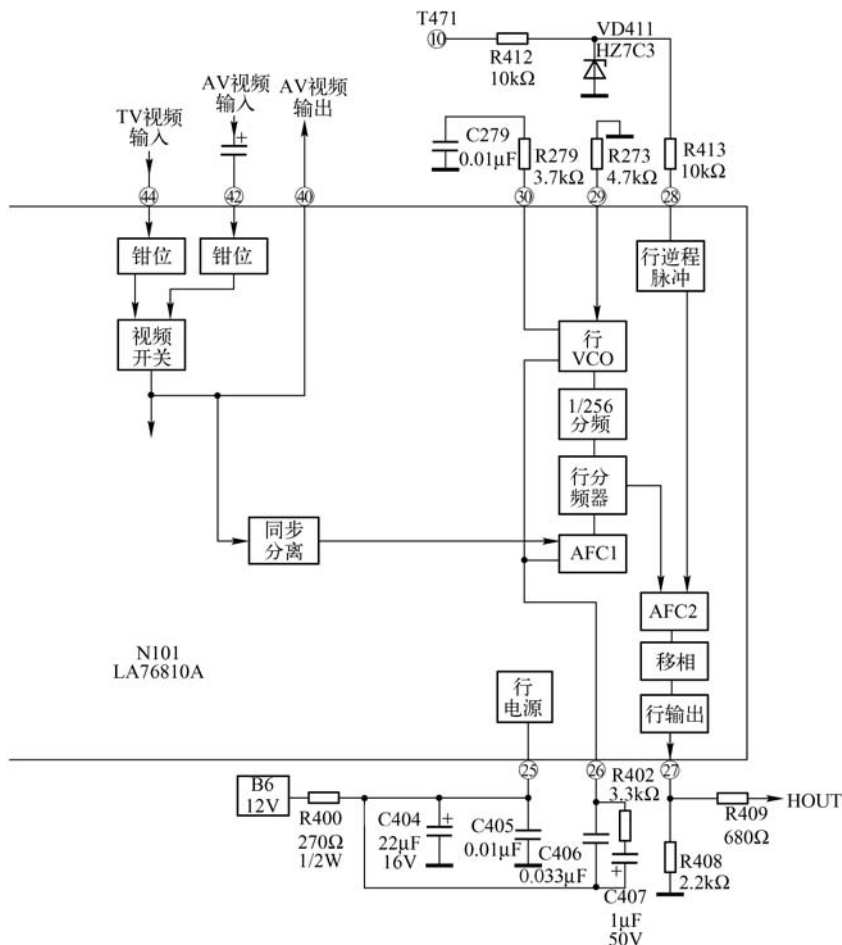 T471
⑩
R412
10kΩ
VD411
HZ7C3
TV视频
输入
AV视频
输入
AV视频
输出
+
C279
0.01μF
R279
3.7kΩ
R273
4.7kΩ
R413
10kΩ
㊹
㊷
㊵
㉚
㉙
㉘
钳位
钳位
行逆程
脉冲
视频
开关
行
VCO
1/256
分频
行分
频器
同步
分离
AFC1
AFC2
移相
行输出
N101
LA76810A
行
电源
㉕
㉖
㉗
B6
12V
R400
270Ω
1/2W
C404
22μF
16V
+
C405
0.01μF
C406
0.033μF
R402
3.3kΩ
+
C407
1μF
50V
R409
680Ω
HOUT
R408
2.2kΩ